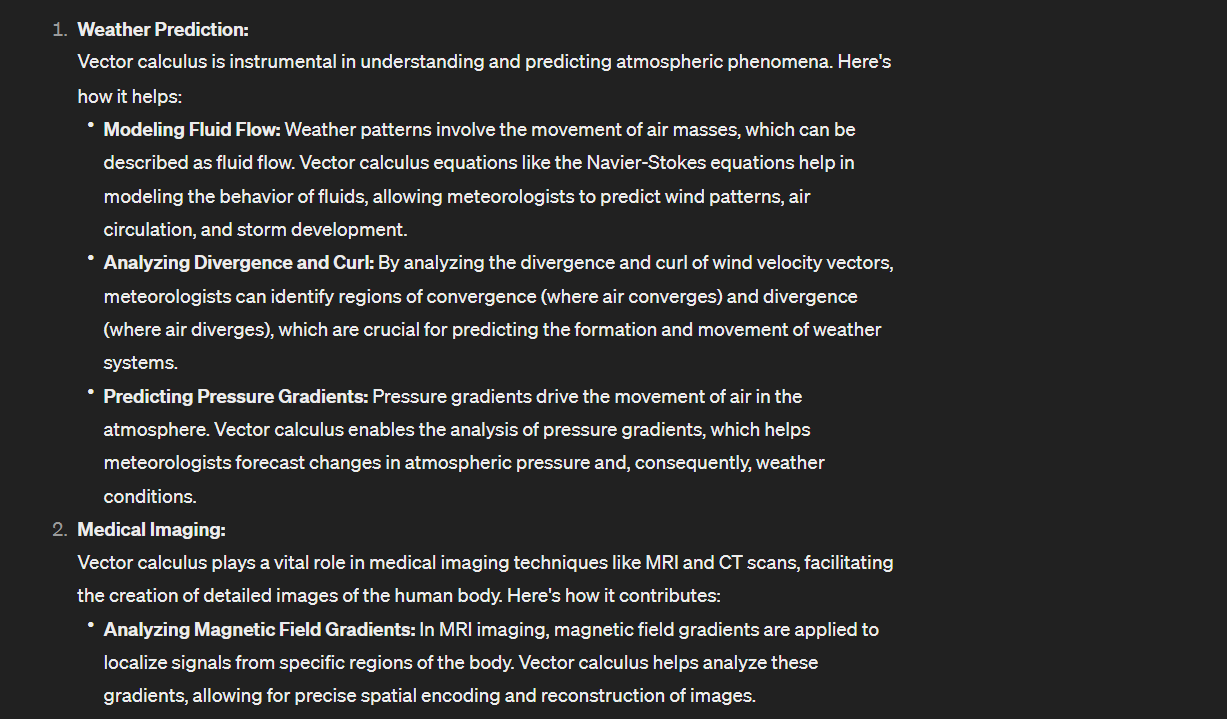 1. Weather Prediction:
Vector calculus is instrumental in understanding and predicting atmospheric phenomena. Here's
how it helps:
• Modeling Fluid Flow: Weather patterns involve the movement of air masses, which can be
described as fluid flow. Vector calculus equations like the Navier-Stokes equations help in
modeling the behavior of fluids, allowing meteorologists to predict wind patterns, air
circulation, and storm development.
• Analyzing Divergence and Curl: By analyzing the divergence and curl of wind velocity vectors,
meteorologists can identify regions of convergence (where air converges) and divergence
(where air diverges), which are crucial for predicting the formation and movement of weather
systems.
• Predicting Pressure Gradients: Pressure gradients drive the movement of air in the
atmosphere. Vector calculus enables the analysis of pressure gradients, which helps
meteorologists forecast changes in atmospheric pressure and, consequently, weather
conditions.
2. Medical Imaging:
Vector calculus plays a vital role in medical imaging techniques like MRI and CT scans, facilitating
the creation of detailed images of the human body. Here's how it contributes:
• Analyzing Magnetic Field Gradients: In MRI imaging, magnetic field gradients are applied to
localize signals from specific regions of the body. Vector calculus helps analyze these
gradients, allowing for precise spatial encoding and reconstruction of images.